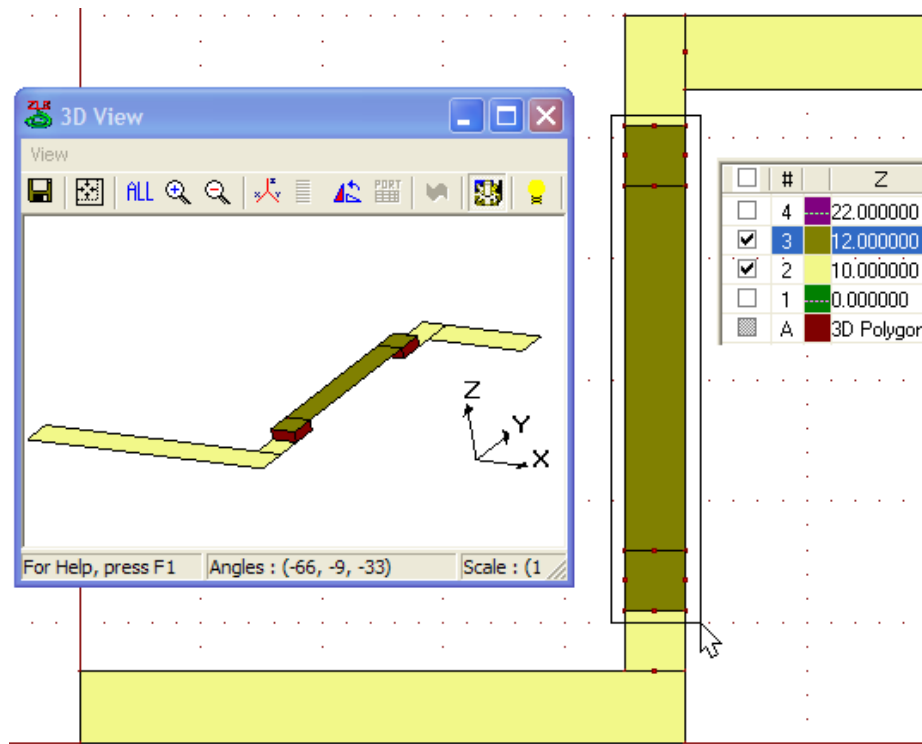 3D View
View
ALL
PORT
Z
Y
X
For Help, press F1 Angles : (-66, -9, -33) Scale : (1
# Z
4 22.000000
3 12.000000
2 10.000000
1 0.000000
A 3D Polygor